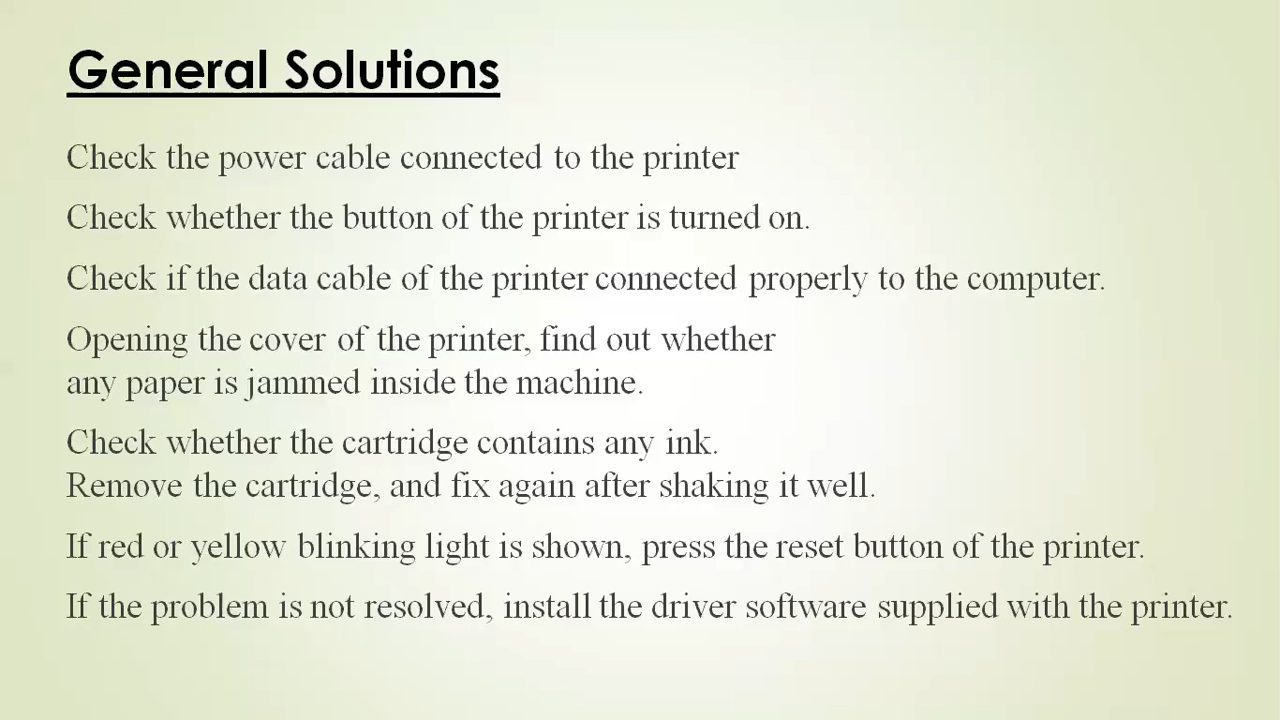 General Solutions
Check the power cable connected to the printer
Check whether the button of the printer is turned on.
Check if the data cable of the printer connected properly to the computer.
Opening the cover of the printer, find out whether
any paper is jammed inside the machine.
Check whether the cartridge contains any ink.
Remove the cartridge, and fix again after shaking it well.
If red or yellow blinking light is shown, press the reset button of the printer.
If the problem is not resolved, install the driver software supplied with the printer.